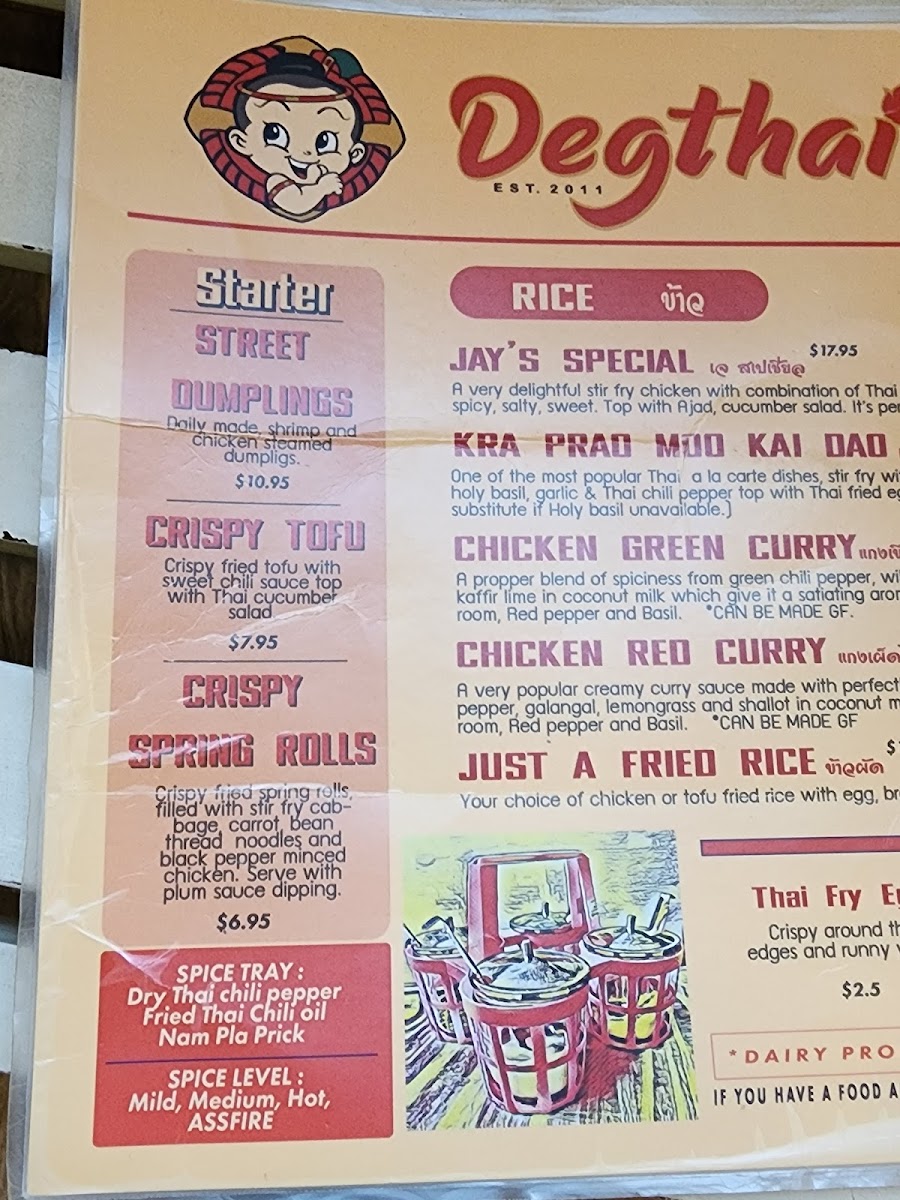 Degthai
EST. 2011
Starter
STREET
DUMPLINGS
Daily made, shrimp and
chicken steamed
dumpligs.
$10.95
CRISPY TOFU
Crispy fried tofu with
sweet chili sauce top
with Thai cucumber
salad
$7.95
CRISPY
SPRING ROLLS
Crispy fried spring rolls,
filled with stir fry cab-
bage, carrot, bean
thread noodles and
black pepper minced
chicken. Serve with
plum sauce dipping.
$6.95
SPICE TRAY :
Dry Thai chili pepper
Fried Thai Chili oil
Nam Pla Prick
SPICE LEVEL :
Mild, Medium, Hot,
ASSFIRE
RICE ข้าว
JAY'S SPECIAL เจ สเปเชี่ยล $17.95
A very delightful stir fry chicken with combination of Thai
spicy, salty, sweet. Top with Ajad, cucumber salad. It's
KRA PRAO MOO KAI DAO
One of the most popular Thai a la carte dishes, stir fry
holy basil, garlic & Thai chili pepper top with Thai fried
substitute if Holy basil unavailable.)
CHICKEN GREEN CURRY
A propper blend of spiciness from green chili pepper,
kaffir lime in coconut milk which give it a satiating
room, Red pepper and Basil. *CAN BE MADE GF.
CHICKEN RED CURRY แกงเผ็ด
A very popular creamy curry sauce made with perfect
pepper, galangal, lemongrass and shallot in coconut
room, Red pepper and Basil. *CAN BE MADE GF
JUST A FRIED RICE ข้าวผัด
Your choice of chicken or tofu fried rice with egg,
Thai Fry
Crispy around
edges and runny
$2.5
*DAIRY
IF YOU HAVE A FOOD